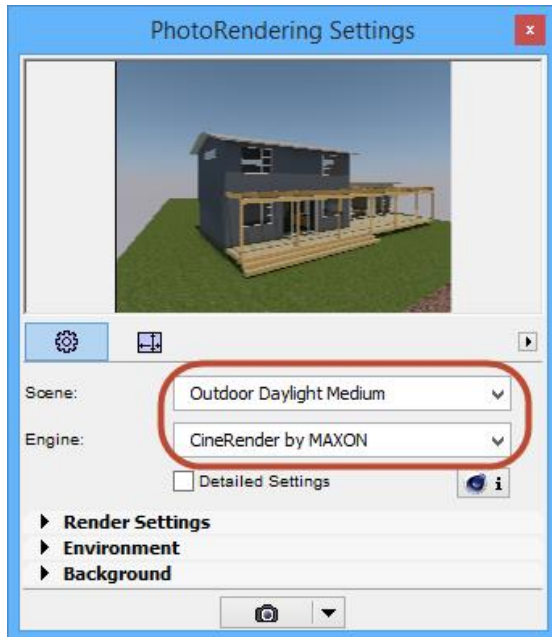 PhotoRendering Settings
x
Scene: Outdoor Daylight Medium
Engine: CineRender by MAXON
Detailed Settings
i
Render Settings
Environment
Background